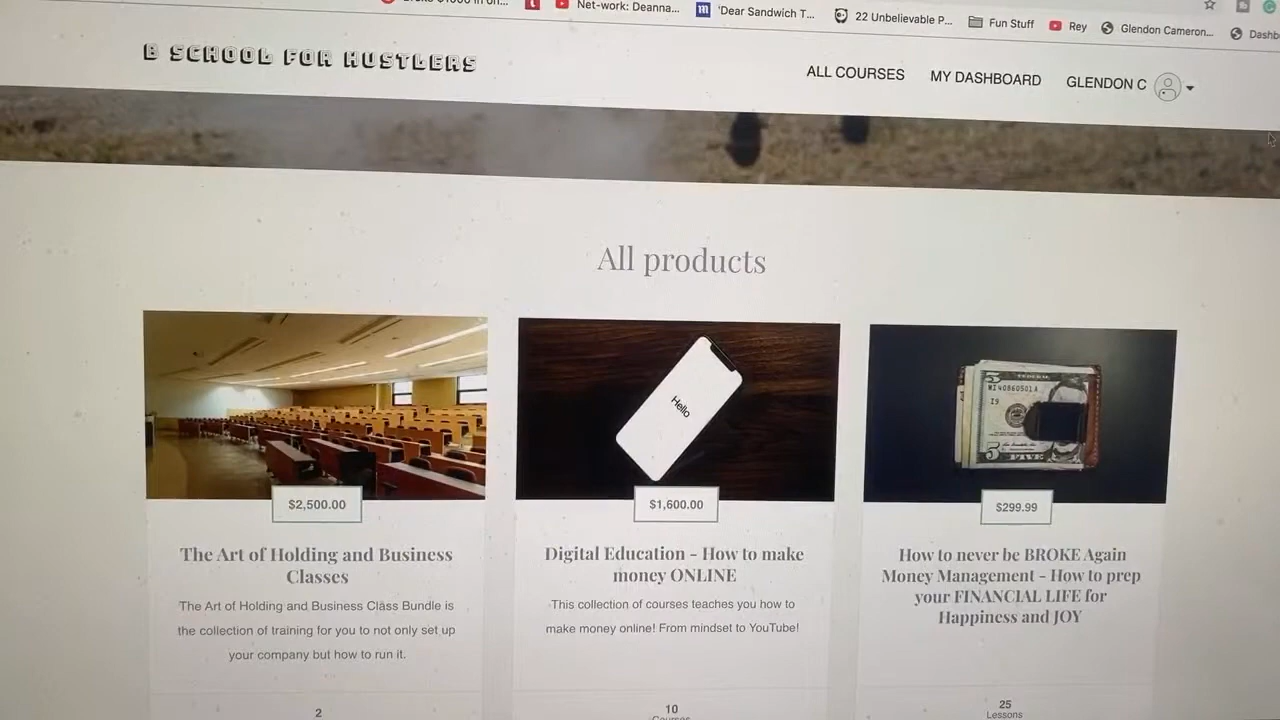 Net-work: Deanna...
'Dear Sandwich T...
22 Unbelievable P...
Fun Stuff
Rey
Glendon Cameron...
Dashb
B SCHOOL FOR HUSTLERS
ALL COURSES
MY DASHBOARD
GLENDON C
All products
Hello
5
FIVE
$2,500.00
$1,600.00
$299.99
The Art of Holding and Business
Classes
The Art of Holding and Business Class Bundle is
the collection of training for you to not only set up
your company but how to run it.
2
Digital Education - How to make
money ONLINE
This collection of courses teaches you how to
make money online! From mindset to YouTube!
10
Courses
How to never be BROKE Again
Money Management - How to prep
your FINANCIAL LIFE for
Happiness and JOY
25
Lessons